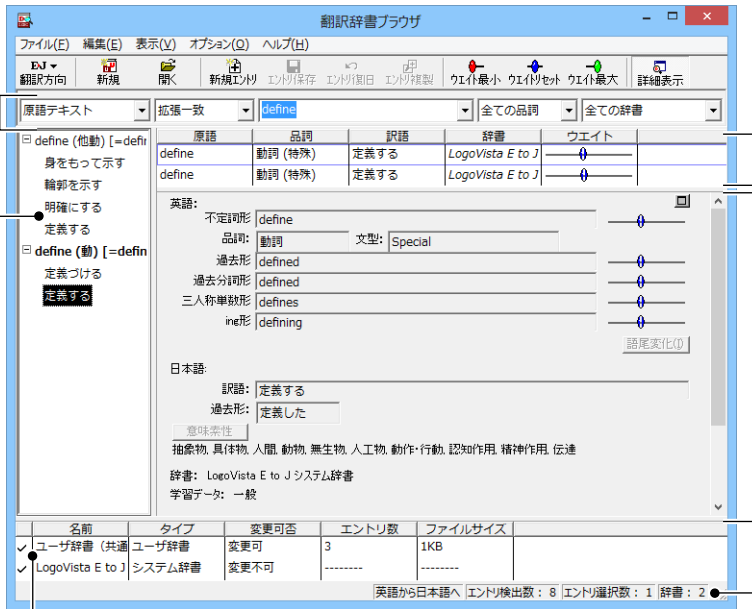 翻訳辞書ブラウザ
ファイル(F) 編集(E) 表示(V) オプション(O) ヘルプ(H)
E›J
翻訳方向 新規 開く 新規エントリ エントリ保存 エントリ復旧 エントリ複製 ウエイト最小 ウエイトリセット ウエイト最大 詳細表示
原語テキスト 拡張一致 define 全ての品詞 全ての辞書
define (他動) [=defin
身をもって示す
輪郭を示す
明確にする
定義する
define (動) [=defin
定義づける
定義する
原語 品詞 訳語 辞書 ウエイト
define 動詞 (特殊) 定義する LogoVista E to J
define 動詞 (特殊) 定義する LogoVista E to J
英語:
不定詞形 define
品詞: 動詞 文型: Special
過去形 defined
過去分詞形 defined
三人称単数形 defines
ing形 defining
語尾変化(I)
日本語:
訳語: 定義する
過去形: 定義した
意味素性
抽象物, 具体物, 人間, 動物, 無生物, 人工物, 動作・行動, 認知作用, 精神作用, 伝達
辞書: LogoVista E to J システム辞書
学習データ: 一般
名前 タイプ 変更可否 エントリ数 ファイルサイズ
ユーザ辞書 (共通 ユーザ辞書 変更可 3 1KB
LogoVista E to J システム辞書 変更不可 -------- --------
英語から日本語へ エントリ検出数: 8 エントリ選択数: 1 辞書: 2